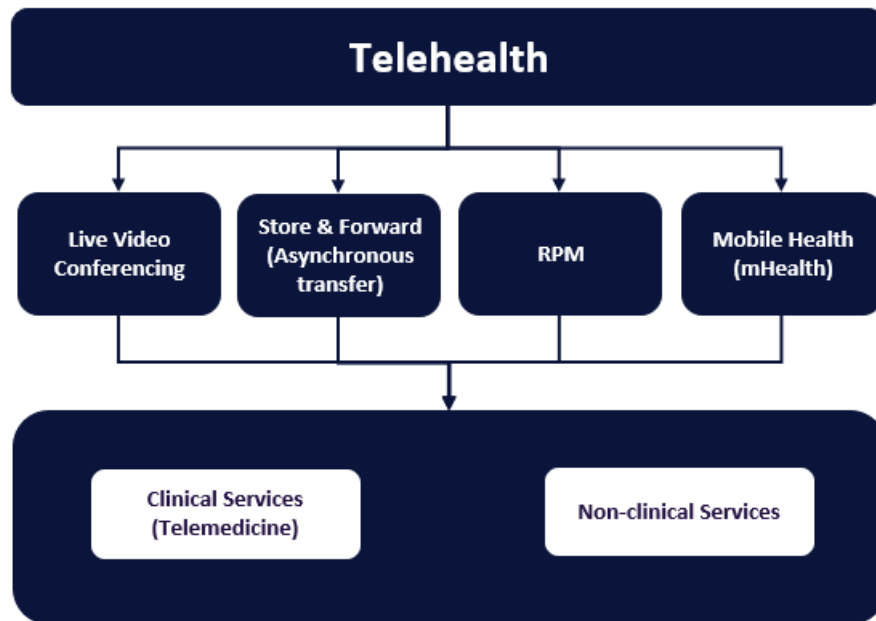 Telehealth
Live Video
Conferencing
Store & Forward
(Asynchronous
transfer)
RPM
Mobile Health
(mHealth)
Clinical Services
(Telemedicine)
Non-clinical Services